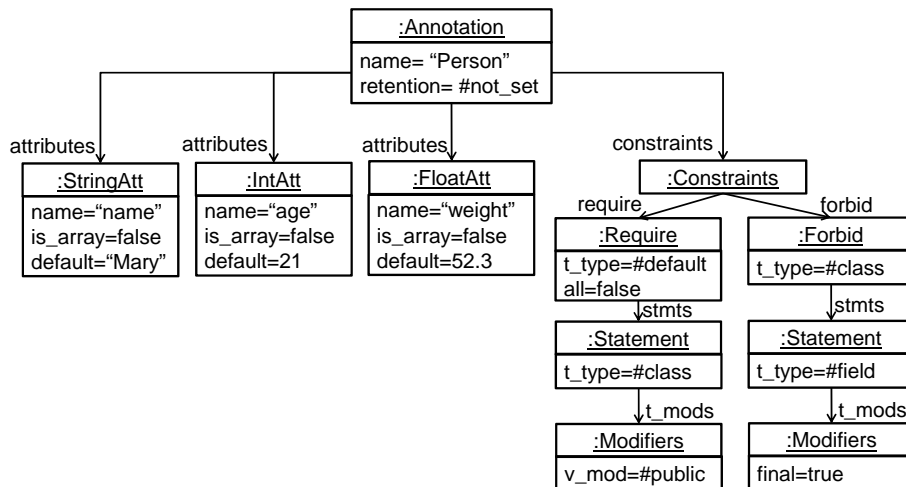 :Annotation
name= “Person”
retention= #not_set
attributes
attributes
attributes
constraints
:StringAtt
name=“name”
is_array=false
default=“Mary”
:IntAtt
name=“age”
is_array=false
default=21
:FloatAtt
name=“weight”
is_array=false
default=52.3
:Constraints
require
forbid
:Require
t_type=#default
all=false
:Forbid
t_type=#class
stmts
stmts
:Statement
t_type=#class
:Statement
t_type=#field
t_mods
t_mods
:Modifiers
v_mod=#public
:Modifiers
final=true